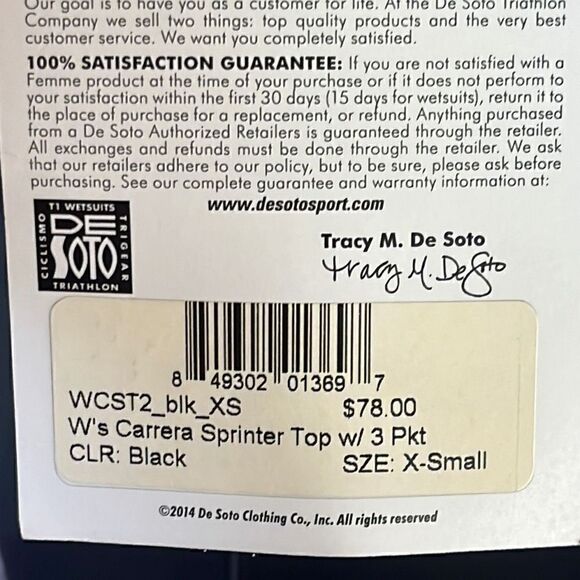 Our goal is to have you as a customer for life. At the De Soto Triathlon
Company we sell two things: top quality products and the very best
customer service. We want you completely satisfied.
100% SATISFACTION GUARANTEE: If you are not satisfied with a
Femme product at the time of your purchase or if it does not perform to
your satisfaction within the first 30 days (15 days for wetsuits), return it to
the place of purchase for a replacement, or refund. Anything purchased
from a De Soto Authorized Retailers is guaranteed through the retailer.
All exchanges and refunds must be done through the retailer. We ask
that our retailers adhere to our policy, but to be sure, please ask before
purchasing. See our complete guarantee and warranty information at:
www.desotosport.com
T1 WETSUITS
CICLISMO
DE
SOTO
TRIGEAR
TRIATHLON
Tracy M. De Soto
Tracy M. DeSoto
8 49302 01369 7
WCST2_blk_XS $78.00
W's Carrera Sprinter Top w/ 3 Pkt
CLR: Black SZE: X-Small
©2014 De Soto Clothing Co., Inc. All rights reserved